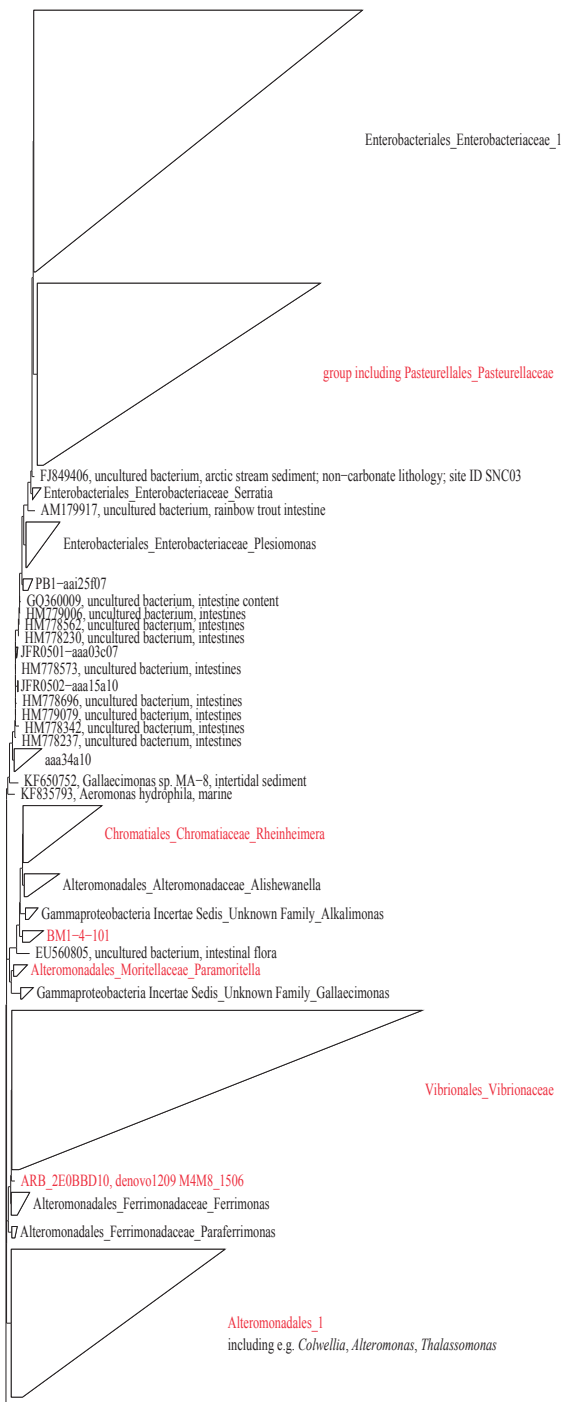 Enterobacteriales_Enterobacteriaceae_1
group including Pasteurellales_Pasteurellaceae
FJ849406, uncultured bacterium, arctic stream sediment; non−carbonate lithology; site ID SNC03
Enterobacteriales_Enterobacteriaceae_Serratia
AM179917, uncultured bacterium, rainbow trout intestine
Enterobacteriales_Enterobacteriaceae_Plesiomonas
PB1−aai25f07
GQ360009, uncultured bacterium, intestine content
HM779006, uncultured bacterium, intestines
HM778562, uncultured bacterium, intestines
HM778230, uncultured bacterium, intestines
JFR0501−aaa03c07
HM778573, uncultured bacterium, intestines
JFR0502−aaa15a10
HM778696, uncultured bacterium, intestines
HM779079, uncultured bacterium, intestines
HM778342, uncultured bacterium, intestines
HM778237, uncultured bacterium, intestines
aaa34a10
KF650752, Gallaecimonas sp. MA−8, intertidal sediment
KF835793, Aeromonas hydrophila, marine
Chromatiales_Chromatiaceae_Rheinheimera
Alteromonadales_Alteromonadaceae_Alishewanella
Gammaproteobacteria Incertae Sedis_Unknown Family_Alkalimonas
BM1−4−101
EU560805, uncultured bacterium, intestinal flora
Alteromonadales_Moritellaceae_Paramoritella
Gammaproteobacteria Incertae Sedis_Unknown Family_Gallaecimonas
Vibrionales_Vibrionaceae
ARB_2E0BBD10, denovo1209 M4M8_1506
Alteromonadales_Ferrimonadaceae_Ferrimonas
Alteromonadales_Ferrimonadaceae_Paraferrimonas
Alteromonadales_1
including e.g. Colwellia, Alteromonas, Thalassomonas